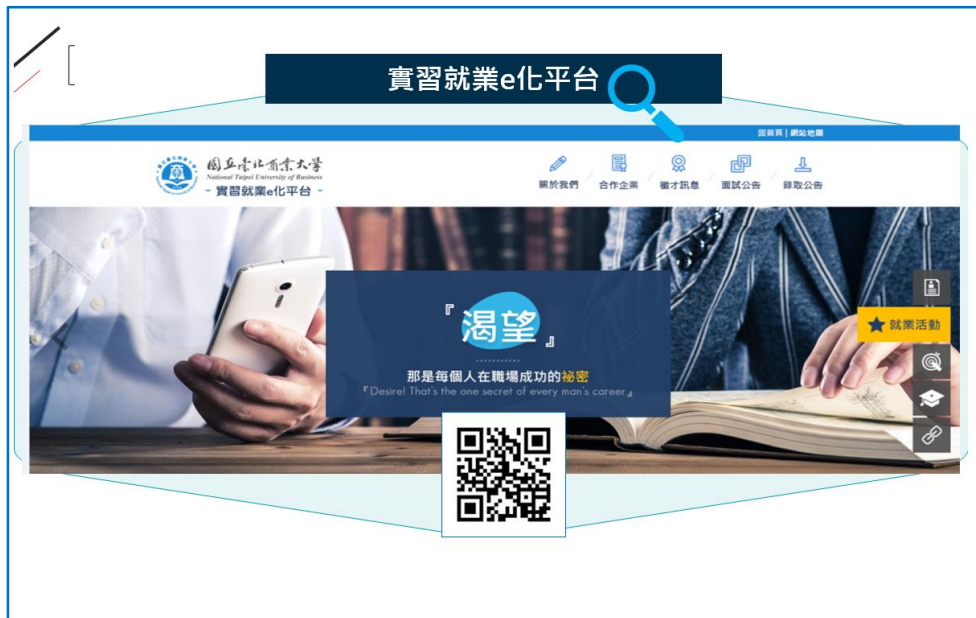 實習就業e化平台
回首頁 | 網站地圖
國立臺北商業大學
National Taipei University of Business
- 實習就業e化平台 -
關於我們 / 合作企業 / 徵才訊息 / 面試公告 / 錄取公告
『渴望』
那是每個人在職場成功的祕密
『Desire! That's the one secret of every man's career』
就業活動